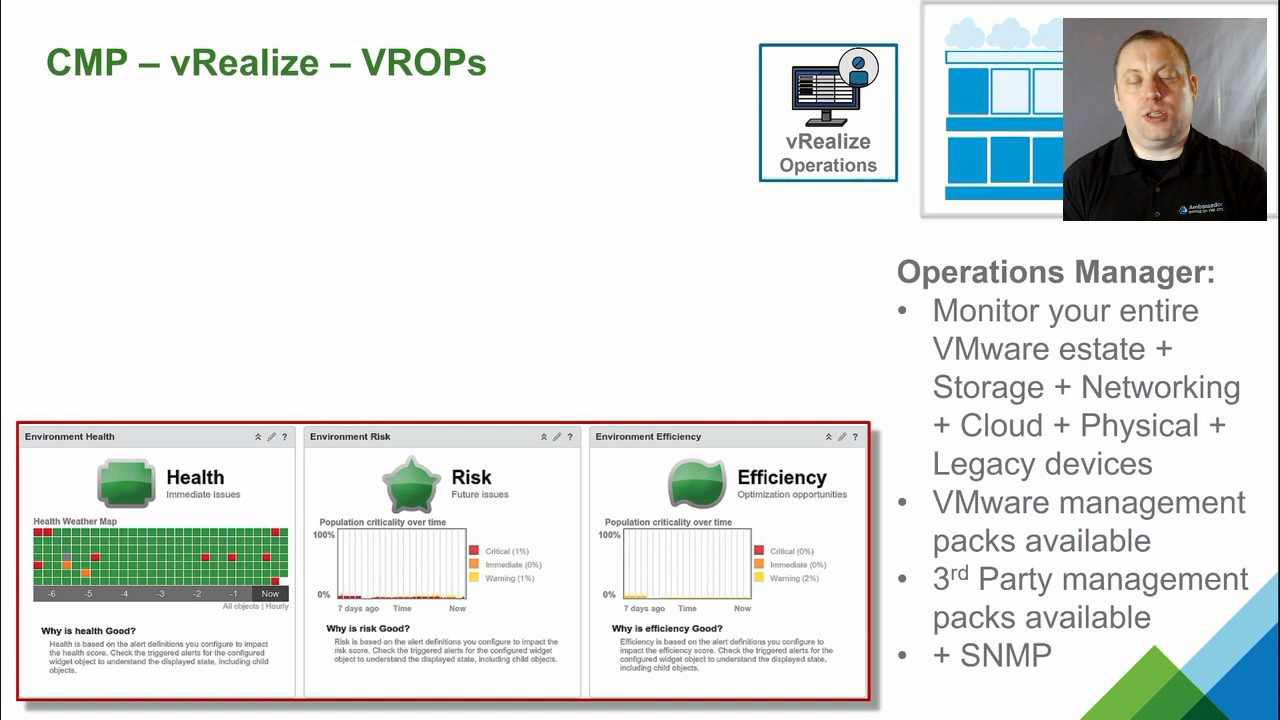 CMP – vRealize – VROPs
vRealize
Operations
Ambassador
Operations Manager:
• Monitor your entire
VMware estate +
Storage + Networking
+ Cloud + Physical +
Legacy devices
• VMware management
packs available
• 3rd Party management
packs available
• + SNMP
Environment Health
?
Health
Immediate issues
Health Weather Map
-6 -5 -4 -3 -2 -1 Now
All objects | Hourly
Why is health Good?
Health is based on the alert definitions you configure to impact
the health score. Check the triggered alerts for the configured
widget object to understand the displayed state, including child
objects.
Environment Risk
?
Risk
Future issues
Population criticality over time
100%
Critical (1%)
Immediate (0%)
Warning (1%)
0%
7 days ago Time Now
Why is risk Good?
Risk is based on the alert definitions you configure to impact the
risk score. Check the triggered alerts for the configured widget
object to understand the displayed state, including child objects.
Environment Efficiency
?
Efficiency
Optimization opportunities
Population criticality over time
100%
Critical (0%)
Immediate (0%)
Warning (2%)
0%
7 days ago Time Now
Why is efficiency Good?
Efficiency is based on the alert definitions you configure to
impact the efficiency score. Check the triggered alerts for the
configured widget object to understand the displayed state,
including child objects.